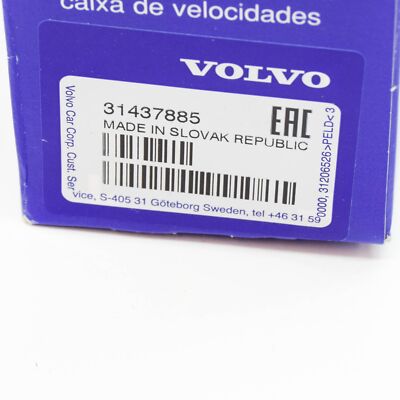 caixa de velocidades
VOLVO
31437885
EAC
MADE IN SLOVAK REPUBLIC
Volvo Car Corp. Cust. Ser
vice, S-405 31 Göteborg Sweden, tel +46 31 59
0000, 31206526 >PELD< 3